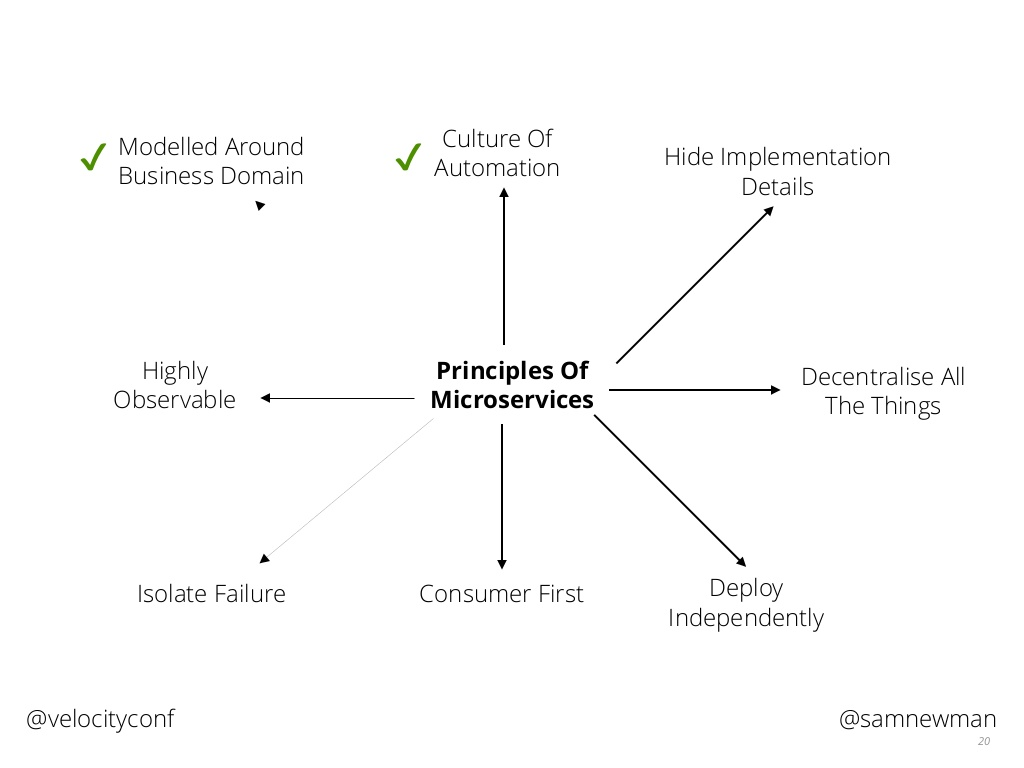 Modelled Around
Business Domain
Culture Of
Automation
Hide Implementation
Details
Highly
Observable
Principles Of
Microservices
Decentralise All
The Things
Isolate Failure
Consumer First
Deploy
Independently
@velocityconf
@samnewman
20